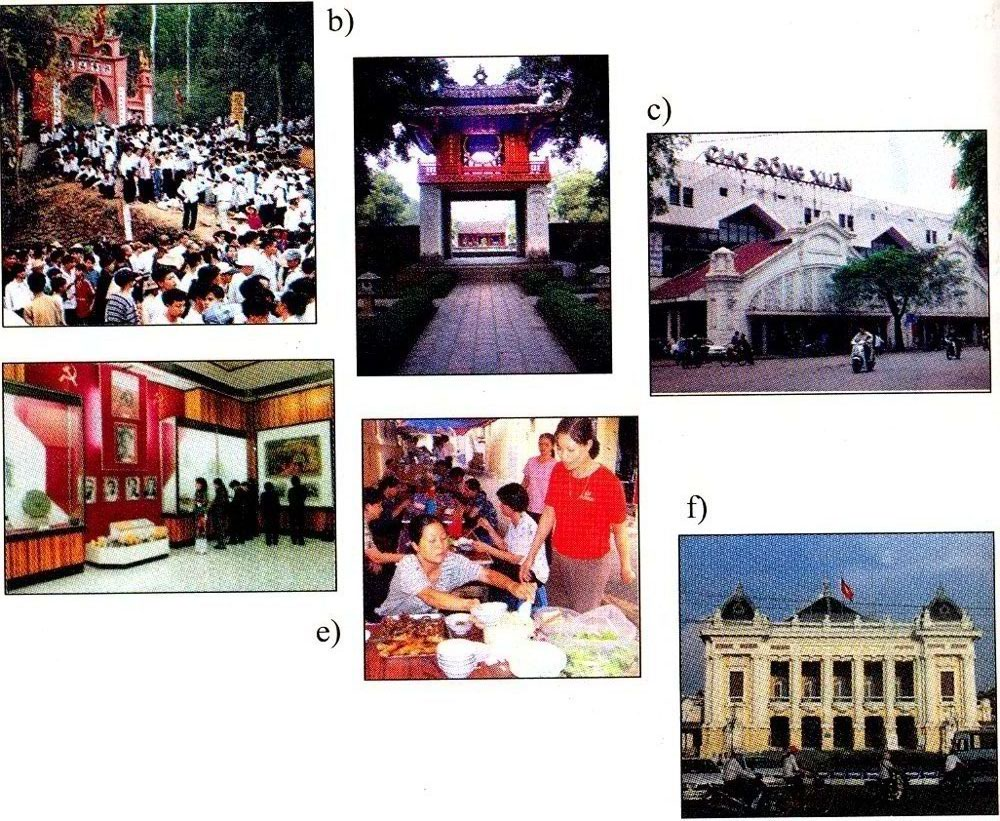 b)
c)
CHỢ ĐỒNG XUÂN
e)
f)